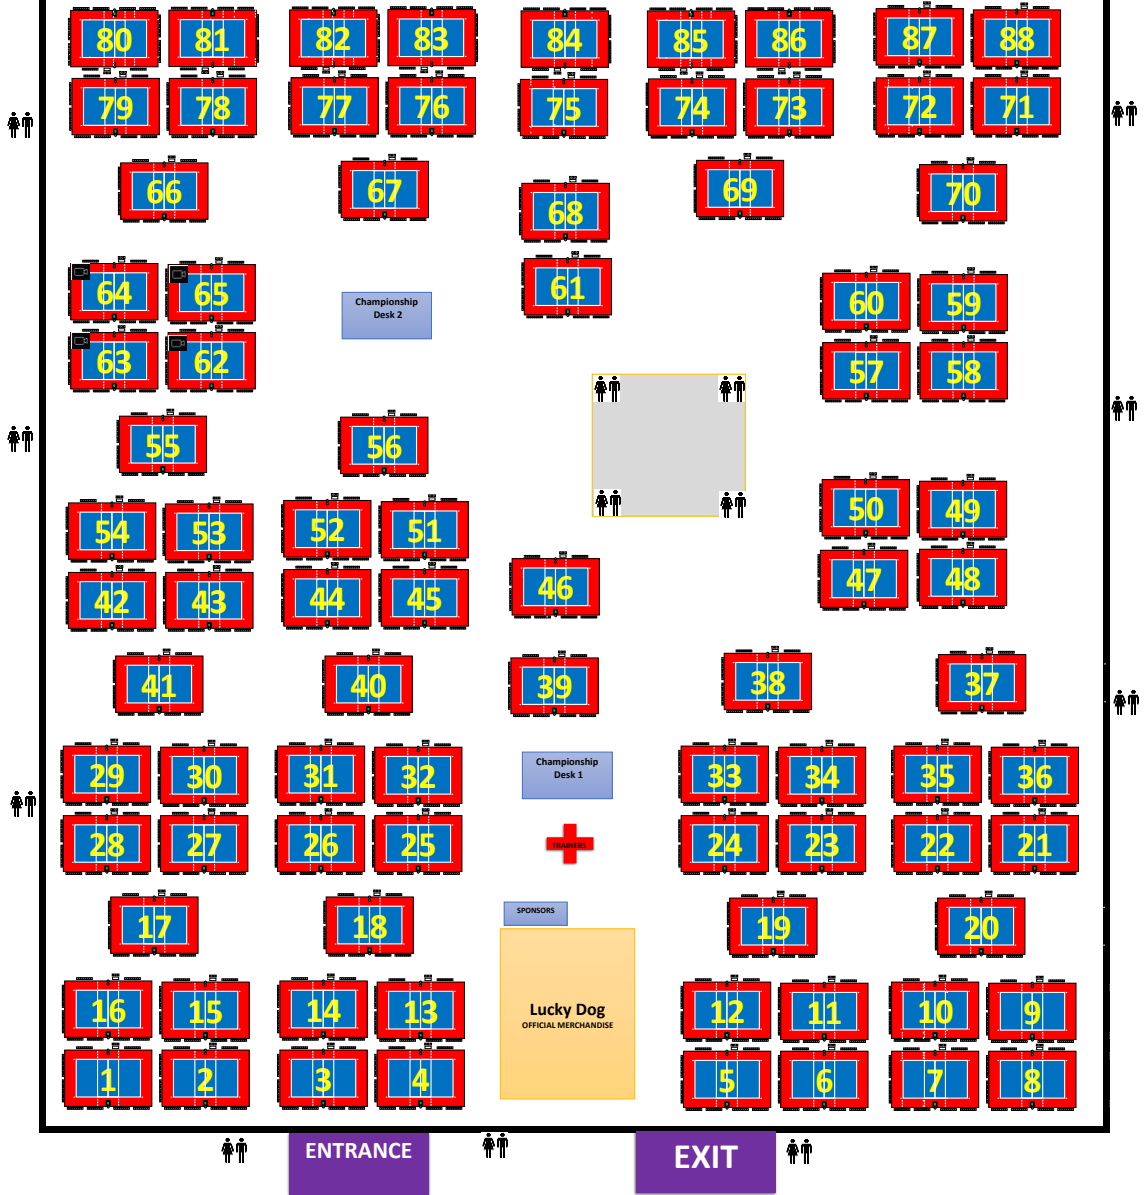 80 81 82 83 84 85 86 87 88
79 78 77 76 75 74 73 72 71
66 67 68 69 70
64 65 61 60 59
Championship
Desk 2
63 62 57 58
55 56
54 53 52 51 50 49
42 43 44 45 46 47 48
41 40 39 38 37
29 30 31 32 33 34 35 36
Championship
Desk 1
28 27 26 25 24 23 22 21
TRAINERS
17 18 19 20
SPONSORS
16 15 14 13 12 11 10 9
Lucky Dog
OFFICIAL MERCHANDISE
1 2 3 4 5 6 7 8
ENTRANCE
EXIT